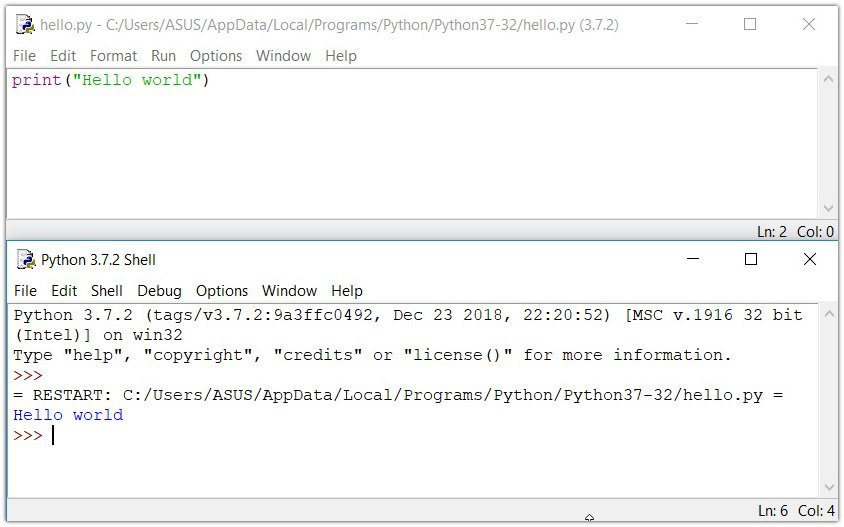 hello.py - C:/Users/ASUS/AppData/Local/Programs/Python/Python37-32/hello.py (3.7.2)
File Edit Format Run Options Window Help
print("Hello world")
Ln: 2 Col: 0
Python 3.7.2 Shell
File Edit Shell Debug Options Window Help
Python 3.7.2 (tags/v3.7.2:9a3ffc0492, Dec 23 2018, 22:20:52) [MSC v.1916 32 bit
(Intel)] on win32
Type "help", "copyright", "credits" or "license()" for more information.
>>>
= RESTART: C:/Users/ASUS/AppData/Local/Programs/Python/Python37-32/hello.py =
Hello world
>>>
Ln: 6 Col: 4